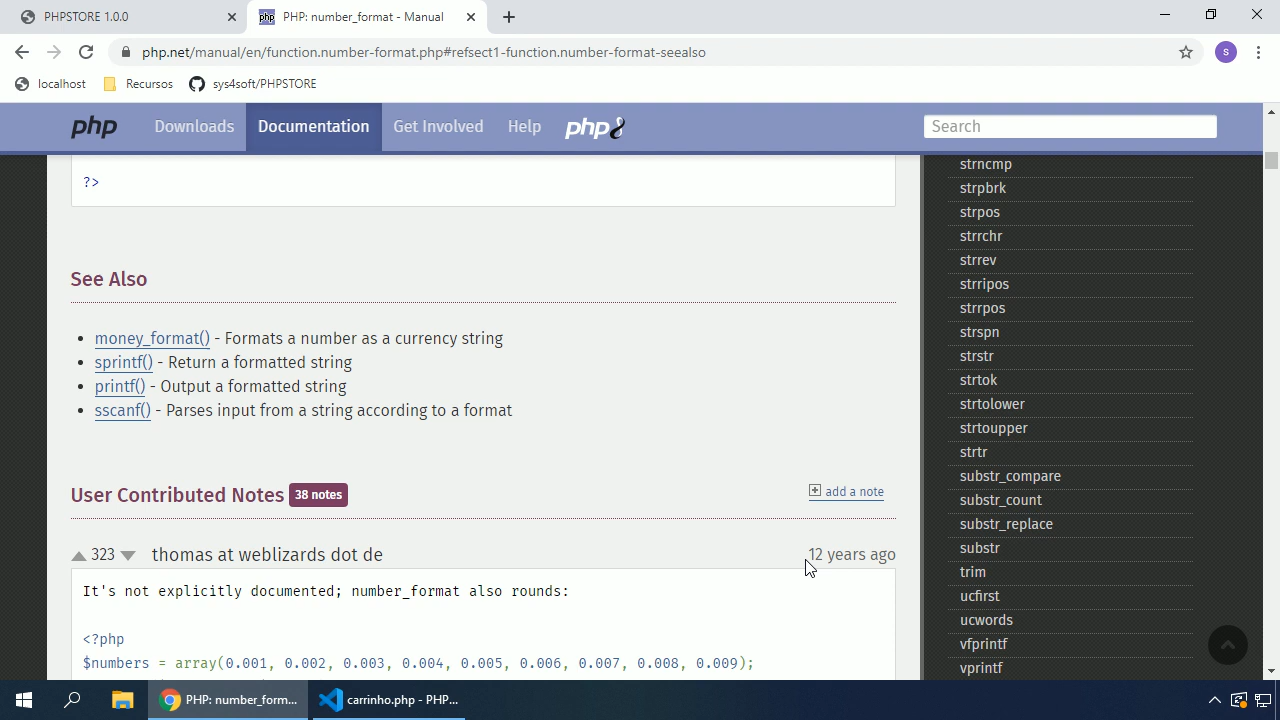 PHPSTORE 1.0.0
php PHP: number_format - Manual
php.net/manual/en/function.number-format.php#refsect1-function.number-format-seealso
s
localhost
Recursos
sys4soft/PHPSTORE
php
Downloads
Documentation
Get Involved
Help
php8
Search
?>
See Also
money_format() - Formats a number as a currency string
sprintf() - Return a formatted string
printf() - Output a formatted string
sscanf() - Parses input from a string according to a format
User Contributed Notes 38 notes
add a note
323 thomas at weblizards dot de
12 years ago
It's not explicitly documented; number_format also rounds:
<?php
$numbers = array(0.001, 0.002, 0.003, 0.004, 0.005, 0.006, 0.007, 0.008, 0.009);
strncmp
strpbrk
strpos
strrchr
strrev
strripos
strrpos
strspn
strstr
strtok
strtolower
strtoupper
strtr
substr_compare
substr_count
substr_replace
substr
trim
ucfirst
ucwords
vfprintf
vprintf
PHP: number_form...
carrinho.php - PHP...